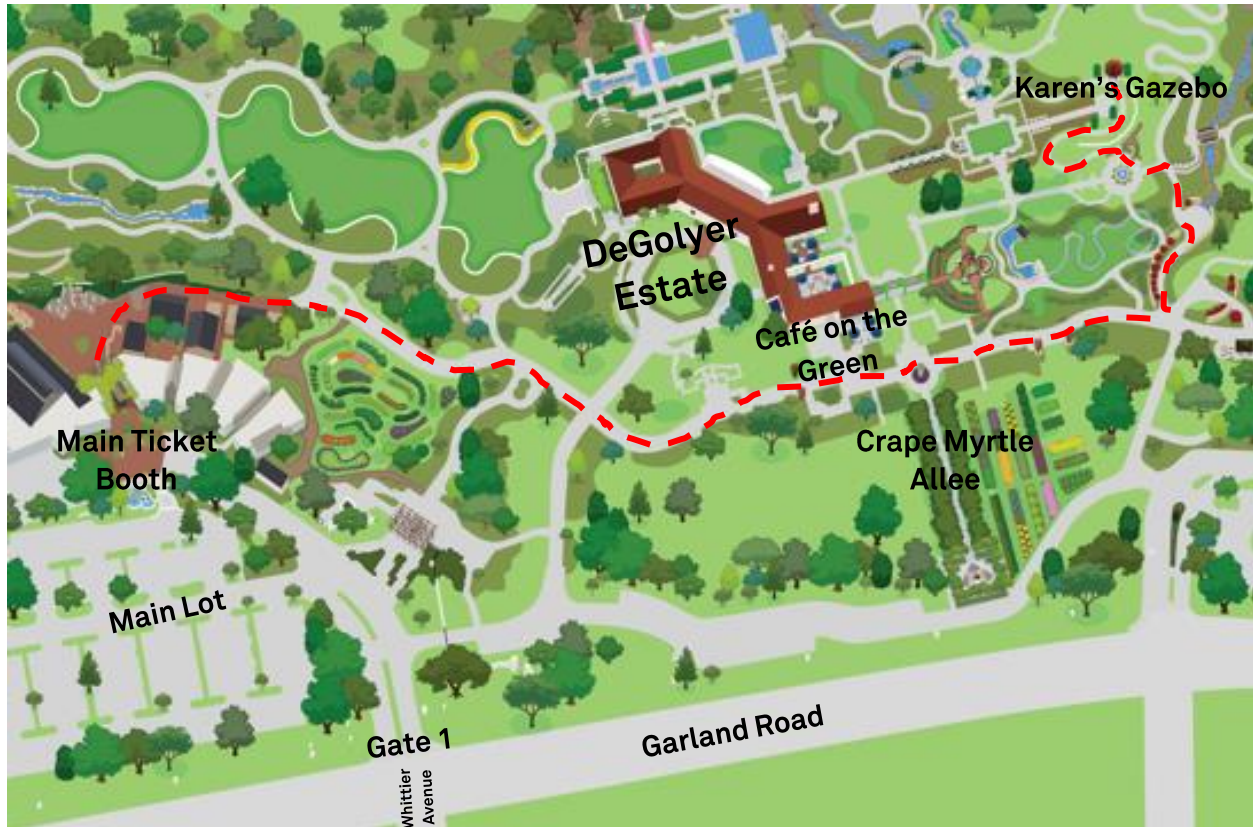 Karen's Gazebo
DeGolyer
Estate
Café on the
Green
Main Ticket
Booth
Crape Myrtle
Allee
Main Lot
Garland Road
Gate 1
Whittier
Avenue